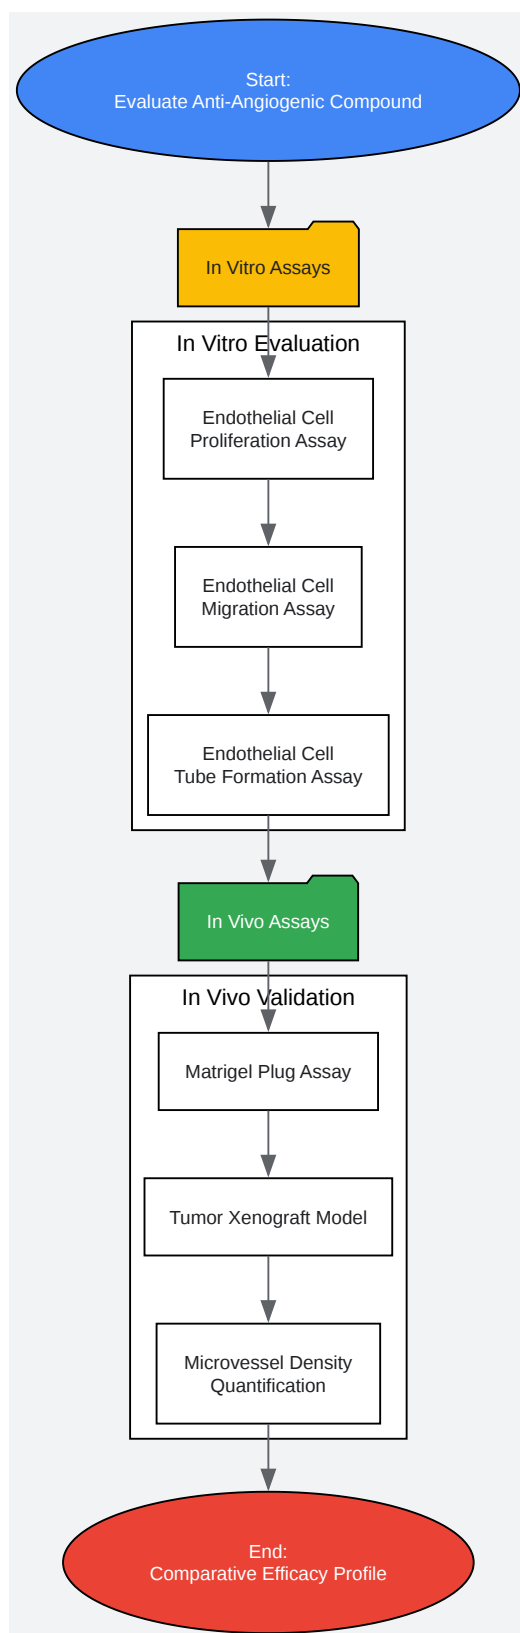 Start:
Evaluate Anti-Angiogenic Compound
In Vitro Assays
In Vitro Evaluation
Endothelial Cell
Proliferation Assay
Endothelial Cell
Migration Assay
Endothelial Cell
Tube Formation Assay
In Vivo Assays
In Vivo Validation
Matrigel Plug Assay
Tumor Xenograft Model
Microvessel Density
Quantification
End:
Comparative Efficacy Profile